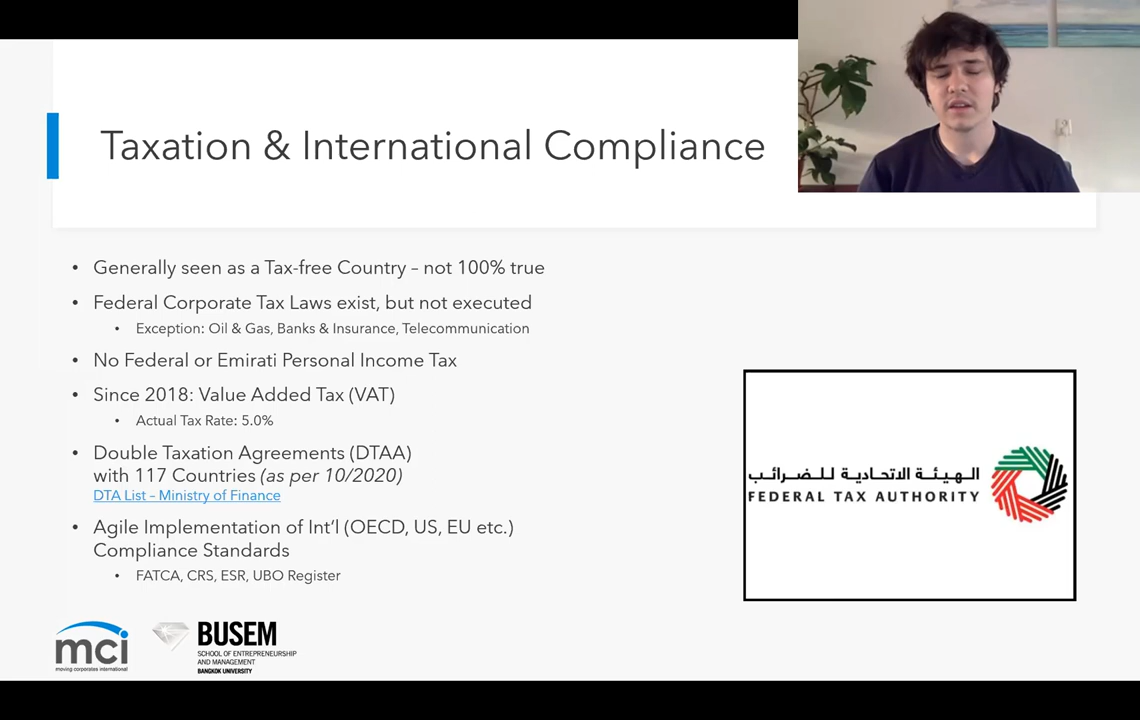 Taxation & International Compliance
• Generally seen as a Tax-free Country – not 100% true
• Federal Corporate Tax Laws exist, but not executed
• Exception: Oil & Gas, Banks & Insurance, Telecommunication
• No Federal or Emirati Personal Income Tax
• Since 2018: Value Added Tax (VAT)
• Actual Tax Rate: 5.0%
• Double Taxation Agreements (DTAA)
with 117 Countries (as per 10/2020)
DTA List – Ministry of Finance
• Agile Implementation of Int'l (OECD, US, EU etc.)
Compliance Standards
• FATCA, CRS, ESR, UBO Register
الهيئة الاتحادية للضرائب
FEDERAL TAX AUTHORITY
mci
moving corporates international
BUSEM
SCHOOL OF ENTREPRENEURSHIP
AND MANAGEMENT
BANGKOK UNIVERSITY